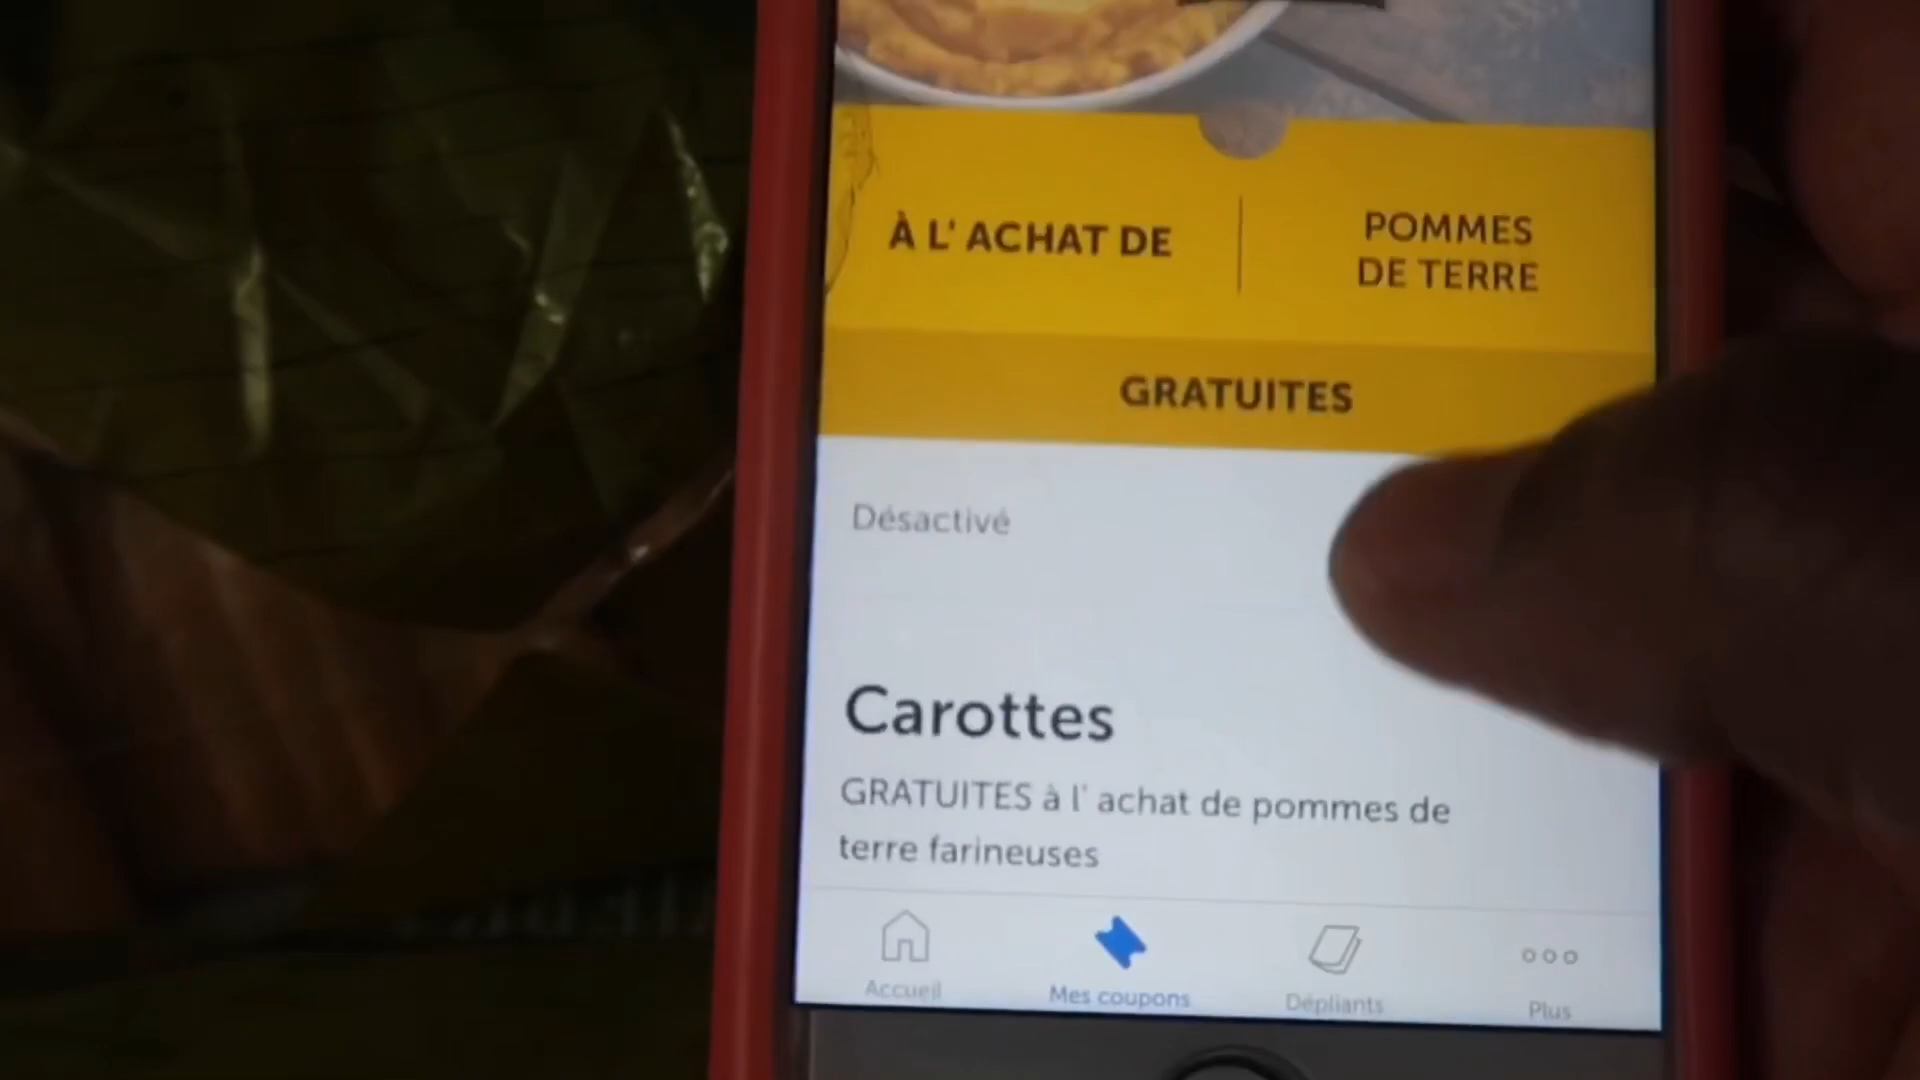 À L' ACHAT DE
POMMES
DE TERRE
GRATUITES
Désactivé
Carottes
GRATUITES à l' achat de pommes de
terre farineuses
Accueil
Mes coupons
Dépliants
Plus